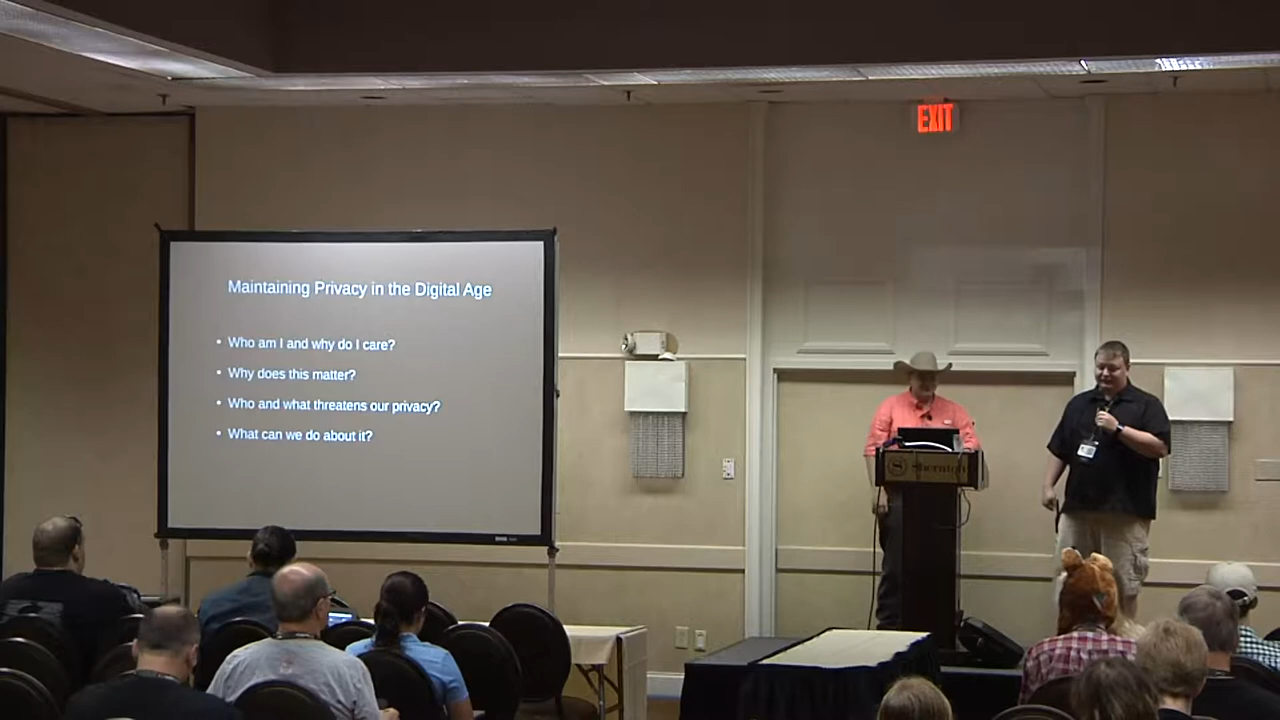 EXIT
Maintaining Privacy in the Digital Age
• Who am I and why do I care?
• Why does this matter?
• Who and what threatens our privacy?
• What can we do about it?
Sheraton